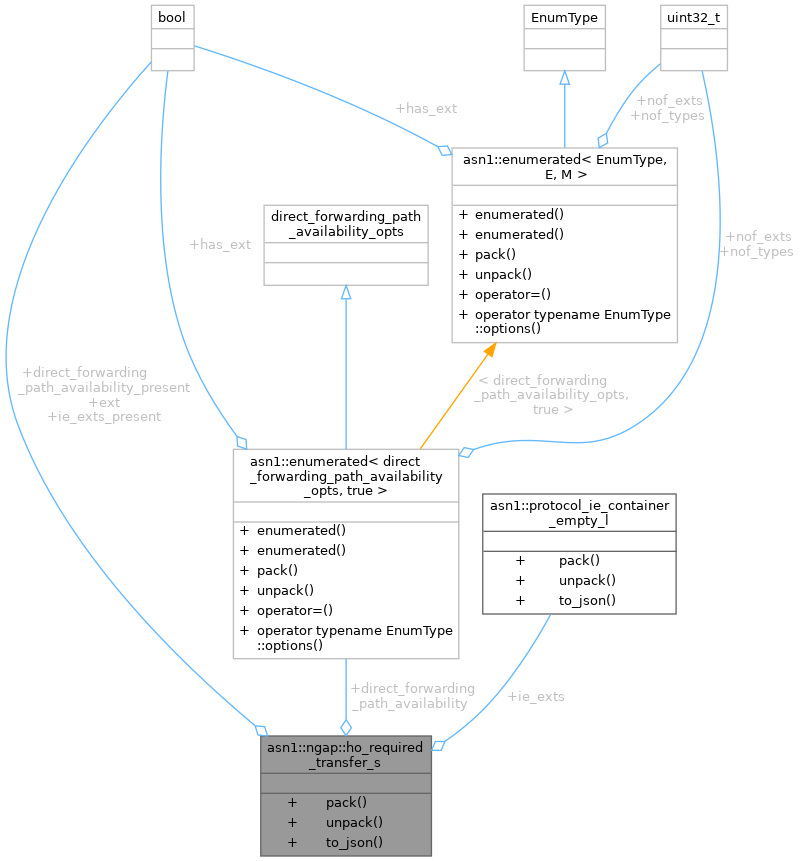 bool
EnumType
uint32_t
+has_ext
+nof_exts
+nof_types
asn1::enumerated< EnumType,
E, M >
+ enumerated()
+ enumerated()
+ pack()
+ unpack()
+ operator=()
+ operator typename EnumType
::options()
direct_forwarding_path
_availability_opts
+has_ext
+nof_exts
+nof_types
+direct_forwarding
_path_availability_present
+ext
+ie_exts_present
< direct_forwarding
_path_availability_opts,
true >
asn1::enumerated< direct
_forwarding_path_availability
_opts, true >
+ enumerated()
+ enumerated()
+ pack()
+ unpack()
+ operator=()
+ operator typename EnumType
::options()
asn1::protocol_ie_container
_empty_l
+ pack()
+ unpack()
+ to_json()
+direct_forwarding
_path_availability
+ie_exts
asn1::ngap::ho_required
_transfer_s
+ pack()
+ unpack()
+ to_json()